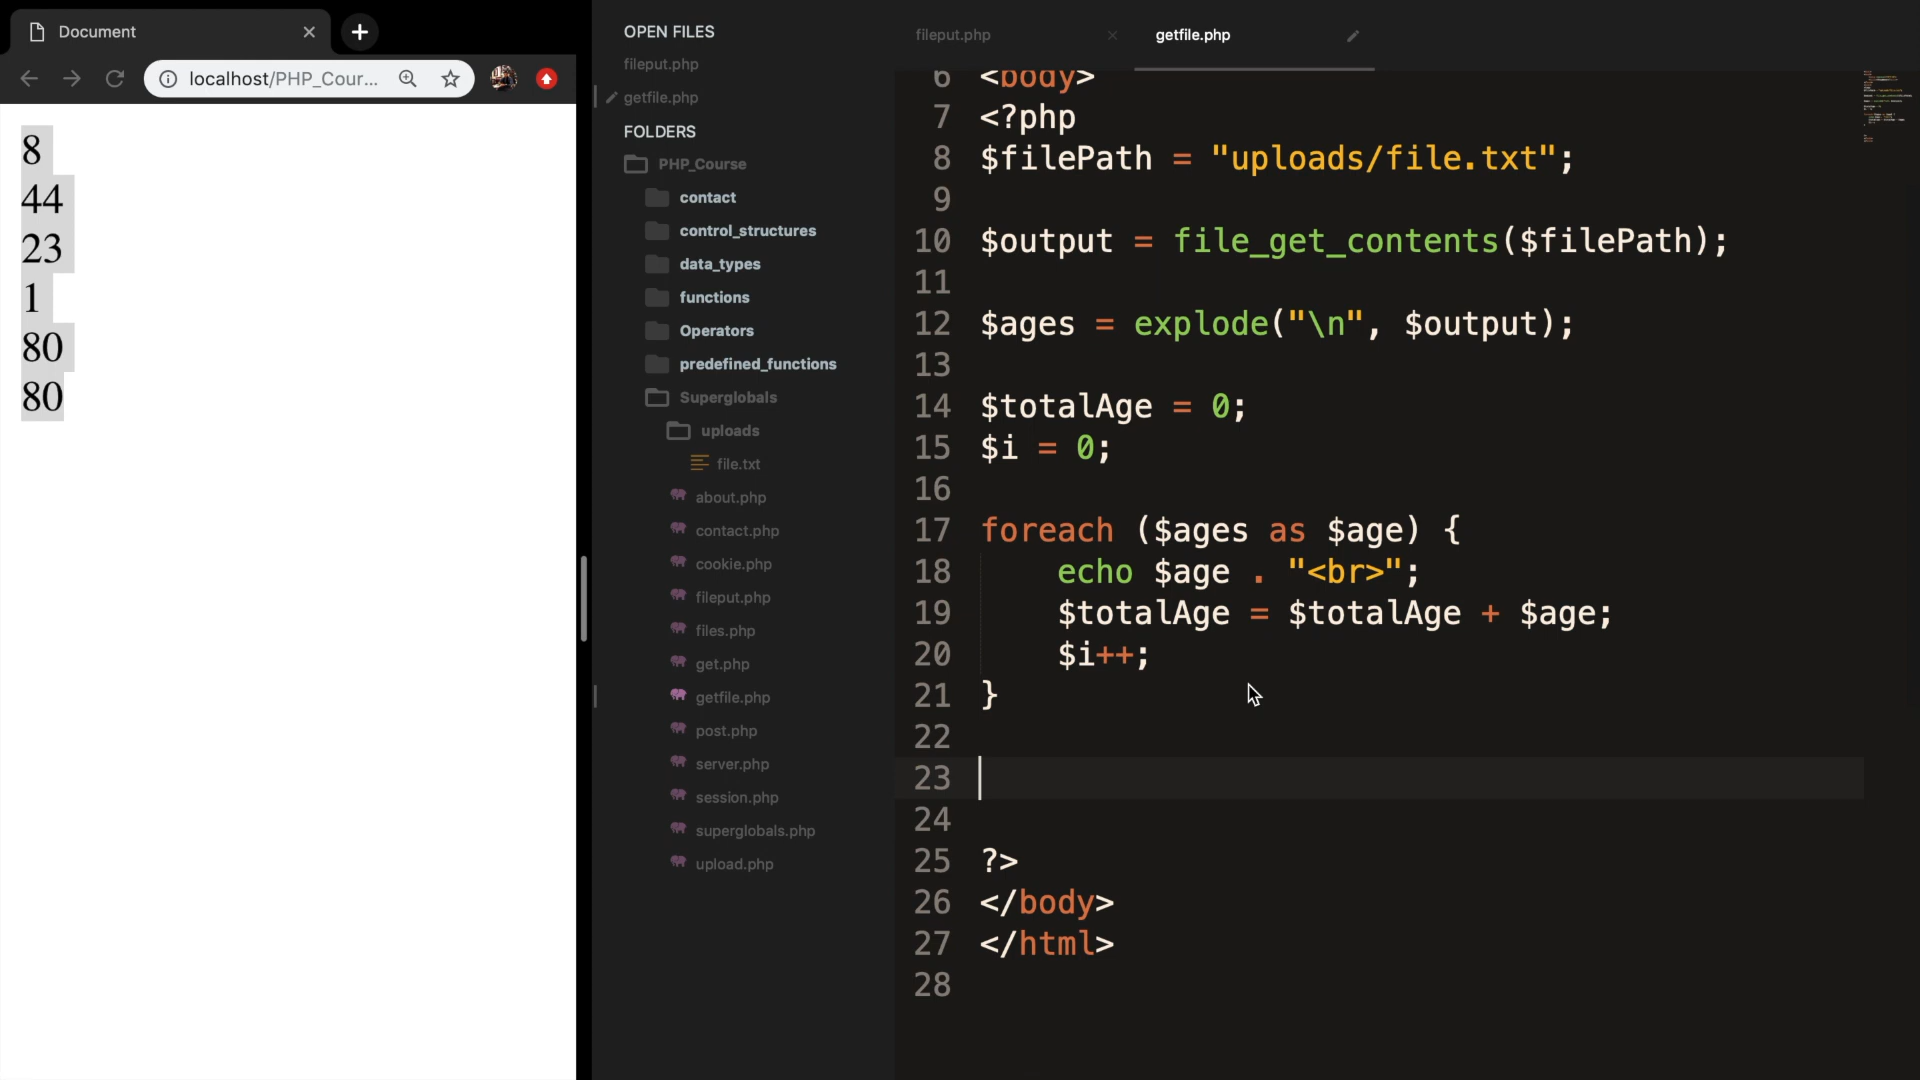 Document
localhost/PHP_Cour...
8
44
23
1
80
80
OPEN FILES
fileput.php
getfile.php
FOLDERS
PHP_Course
contact
control_structures
data_types
functions
Operators
predefined_functions
Superglobals
uploads
file.txt
about.php
contact.php
cookie.php
fileput.php
files.php
get.php
getfile.php
post.php
server.php
session.php
superglobals.php
upload.php
fileput.php
getfile.php
6 <body>
7 <?php
8 $filePath = "uploads/file.txt";
9
10 $output = file_get_contents($filePath);
11
12 $ages = explode("\n", $output);
13
14 $totalAge = 0;
15 $i = 0;
16
17 foreach ($ages as $age) {
18 echo $age . "<br>";
19 $totalAge = $totalAge + $age;
20 $i++;
21 }
22
23
24
25 ?>
26 </body>
27 </html>
28